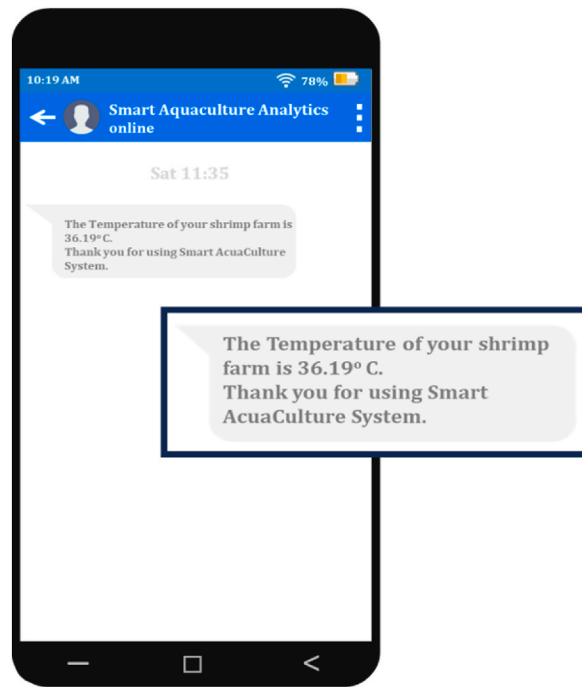 10:19 AM
78%
Smart Aquaculture Analytics
online
Sat 11:35
The Temperature of your shrimp farm is
36.19º C.
Thank you for using Smart AcuaCulture
System.
The Temperature of your shrimp
farm is 36.19º C.
Thank you for using Smart
AcuaCulture System.